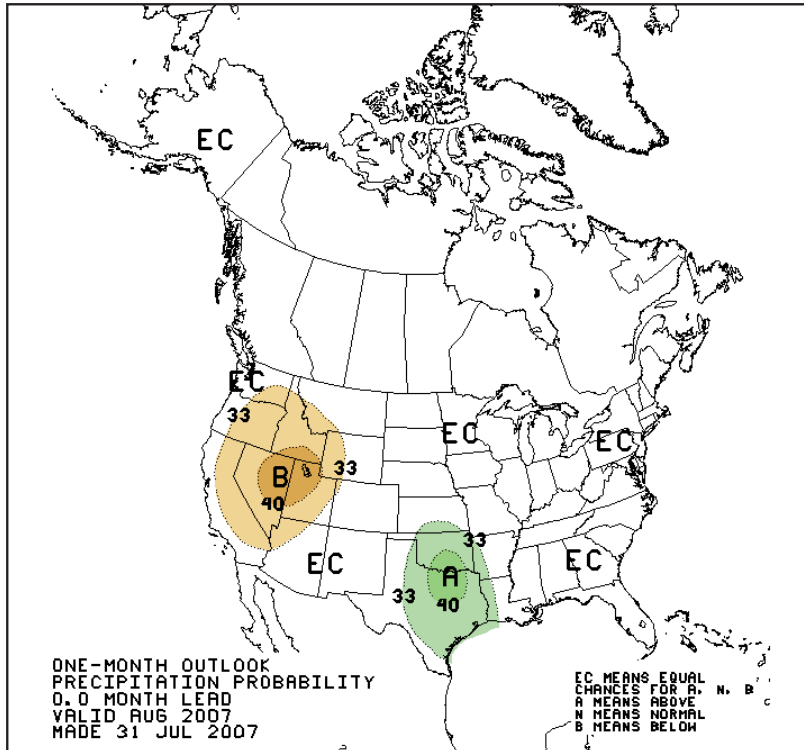 EC
EC
33
EC
EC
B
33
40
33
EC
EC
A
33
40
ONE-MONTH OUTLOOK
PRECIPITATION PROBABILITY
0.0 MONTH LEAD
VALID AUG 2007
MADE 31 JUL 2007
EC MEANS EQUAL
CHANCES FOR A, N, B
A MEANS ABOVE
N MEANS NORMAL
B MEANS BELOW